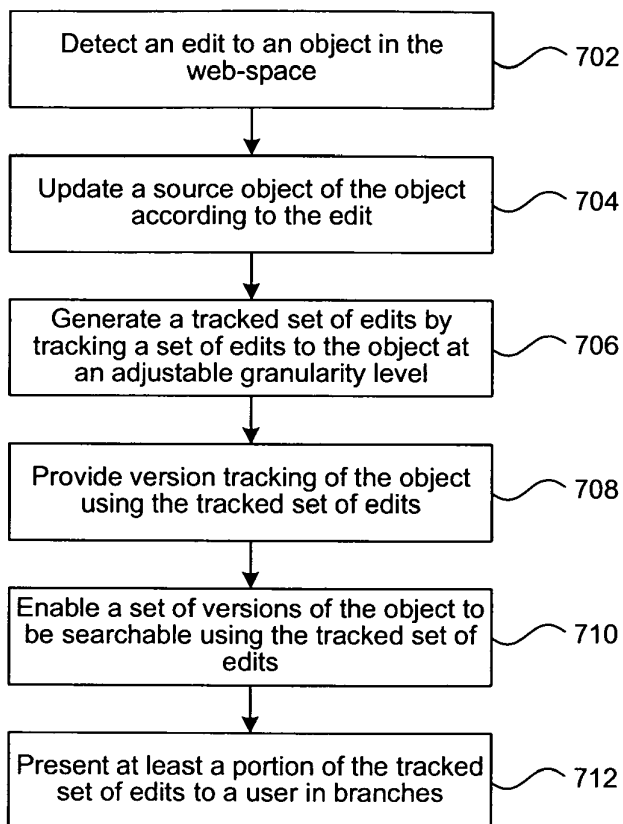 Detect an edit to an object in the
web-space
702
Update a source object of the object
according to the edit
704
Generate a tracked set of edits by
tracking a set of edits to the object at
an adjustable granularity level
706
Provide version tracking of the object
using the tracked set of edits
708
Enable a set of versions of the object to
be searchable using the tracked set of
edits
710
Present at least a portion of the tracked
set of edits to a user in branches
712